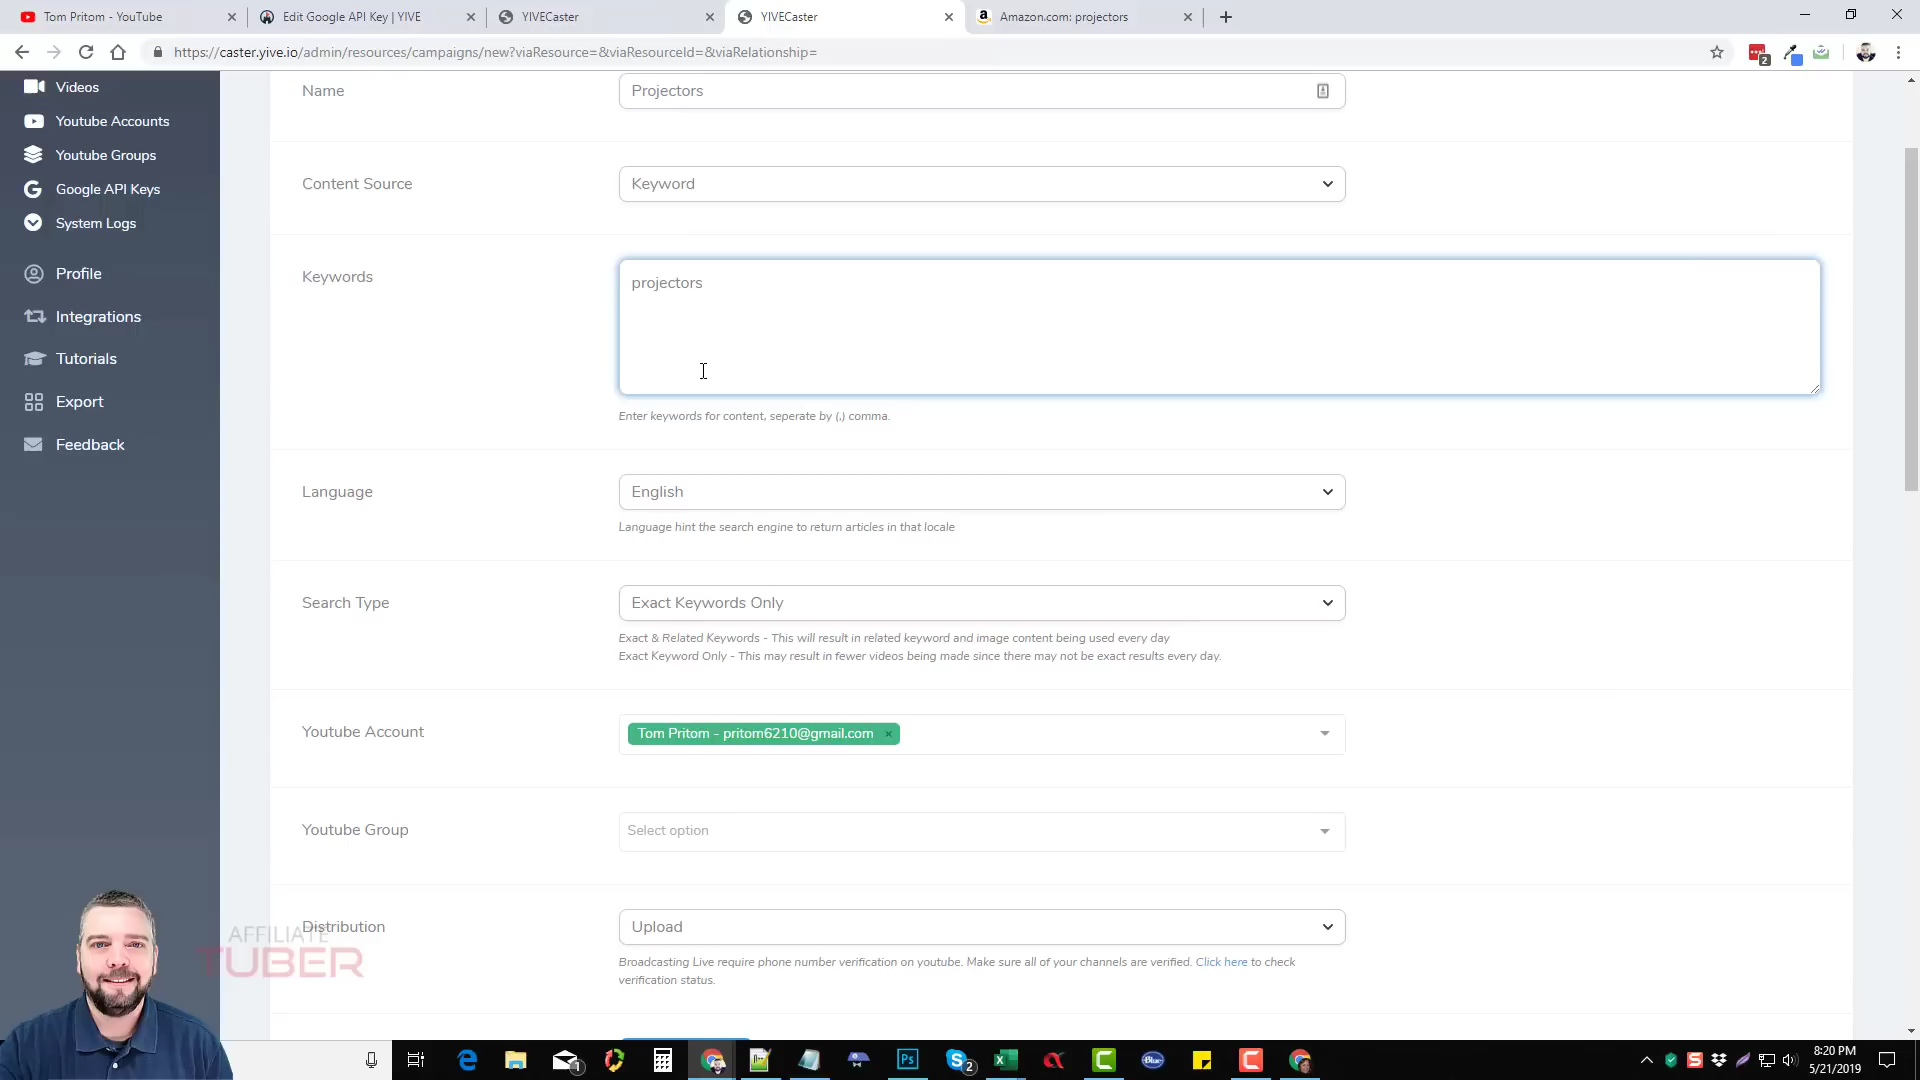 Tom Pritom - YouTube
Edit Google API Key | YIVE
YIVECaster
YIVECaster
Amazon.com: projectors
https://caster.yive.io/admin/resources/campaigns/new?viaResource=&viaResourceId=&viaRelationship=
2
Videos
Youtube Accounts
Youtube Groups
Google API Keys
System Logs
Profile
Integrations
Tutorials
Export
Feedback
Name
Projectors
Content Source
Keyword
Keywords
projectors
Enter keywords for content, seperate by (,) comma.
Language
English
Language hint the search engine to return articles in that locale
Search Type
Exact Keywords Only
Exact & Related Keywords - This will result in related keyword and image content being used every day
Exact Keyword Only - This may result in fewer videos being made since there may not be exact results every day.
Youtube Account
Tom Pritom - pritom6210@gmail.com
Youtube Group
Select option
Distribution
Upload
Broadcasting Live require phone number verification on youtube. Make sure all of your channels are verified. Click here to check
verification status.
AFFILIATE
TUBER
8:20 PM
5/21/2019